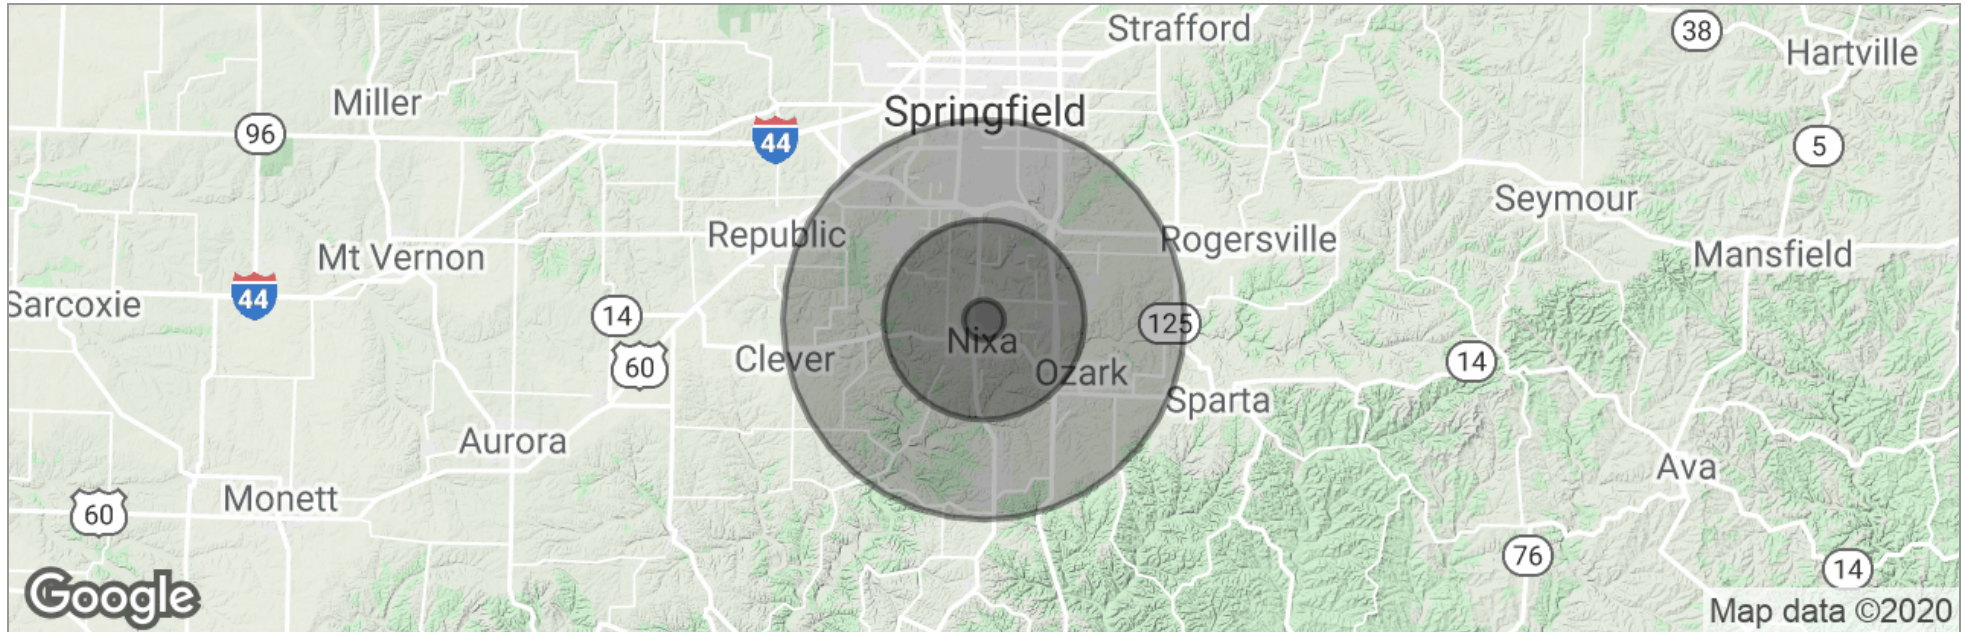 Strafford
38
Hartville
Miller
Springfield
96
44
5
Seymour
Republic
Rogersville
Mt Vernon
Mansfield
44
Sarcoxie
14
125
Nixa
60
Clever
Ozark
14
Sparta
Aurora
Ava
Monett
60
76
14
Google
Map data ©2020